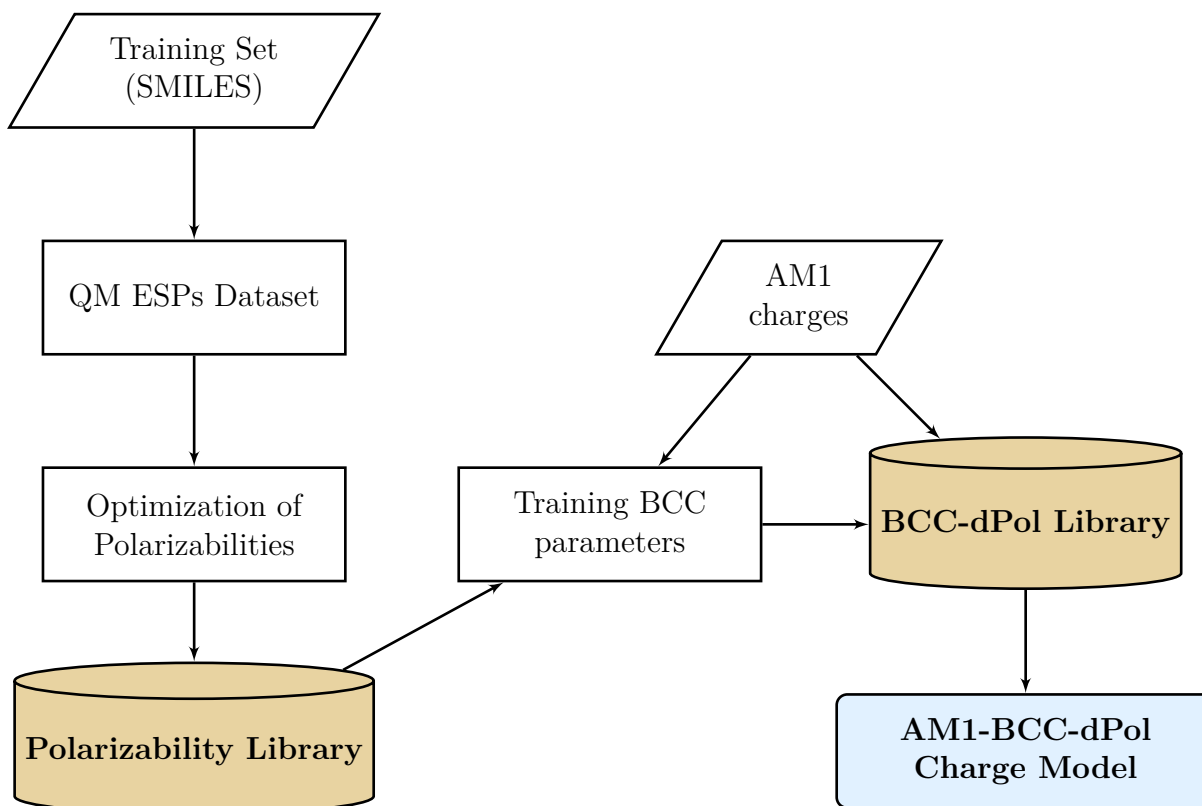 Training Set
(SMILES)
QM ESPs Dataset
AM1
charges
Optimization of
Polarizabilities
Training BCC
parameters
BCC-dPol Library
Polarizability Library
AM1-BCC-dPol
Charge Model